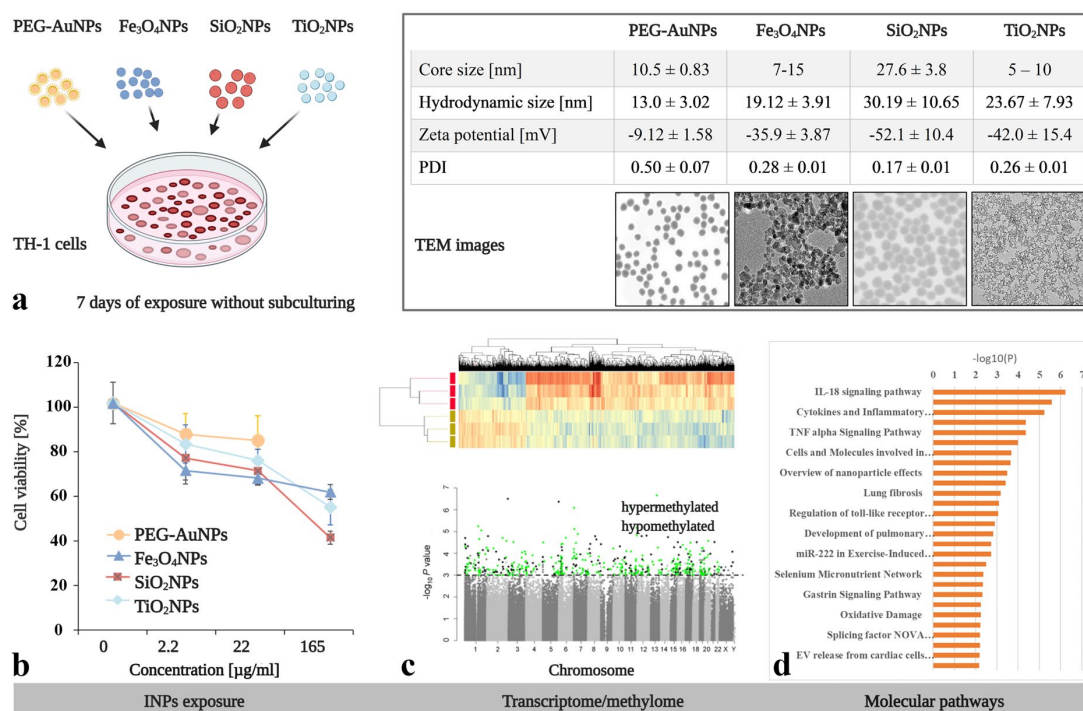 PEG-AuNPs Fe₃O₄NPs SiO₂NPs TiO₂NPs
TH-1 cells
a 7 days of exposure without subculturing
PEG-AuNPs Fe₃O₄NPs SiO₂NPs TiO₂NPs
Core size [nm] 10.5 ± 0.83 7-15 27.6 ± 3.8 5 – 10
Hydrodynamic size [nm] 13.0 ± 3.02 19.12 ± 3.91 30.19 ± 10.65 23.67 ± 7.93
Zeta potential [mV] -9.12 ± 1.58 -35.9 ± 3.87 -52.1 ± 10.4 -42.0 ± 15.4
PDI 0.50 ± 0.07 0.28 ± 0.01 0.17 ± 0.01 0.26 ± 0.01
TEM images
Cell viability [%]
120
100
80
60
40
120
0
PEG-AuNPs
Fe₃O₄NPs
SiO₂NPs
TiO₂NPs
0 2.2 22 165
Concentration [µg/ml]
b
hypermethylated
hypomethylated
-log₁₀ P value
7
6
5
4
3
2
1
0
1 2 3 4 5 6 7 8 9 10 11 12 13 14 15 16 17 18 20 22 X Y
Chromosome
c
-log10(P)
0 1 2 3 4 5 6 7
IL-18 signaling pathway
Cytokines and Inflammatory…
TNF alpha Signaling Pathway
Cells and Molecules involved in…
Overview of nanoparticle effects
Lung fibrosis
Regulation of toll-like receptor…
Development of pulmonary…
miR-222 in Exercise-Induced…
Selenium Micronutrient Network
Gastrin Signaling Pathway
Oxidative Damage
Splicing factor NOVA…
EV release from cardiac cells…
d
INPs exposure Transcriptome/methylome Molecular pathways